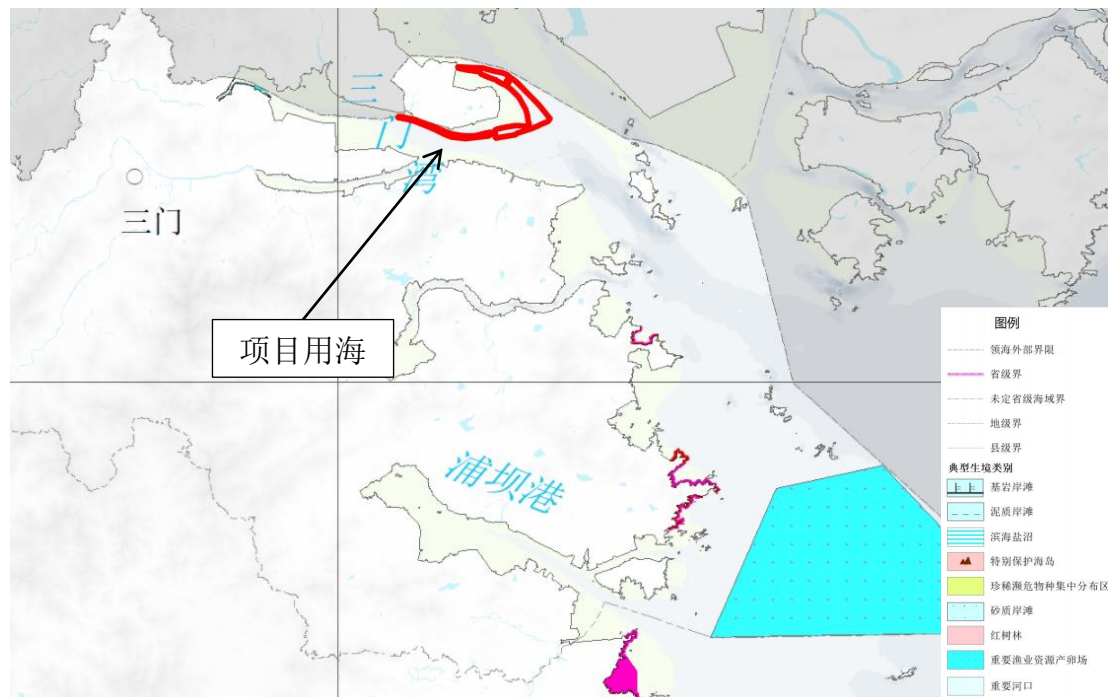 三门湾
三门
项目用海
浦坝港
图例
领海外部界限
省级界
未定省级海域界
地级界
县级界
典型生境类别
基岩岸滩
泥质岸滩
滨海盐沼
特别保护海岛
珍稀濒危物种集中分布区
砂质岸滩
红树林
重要渔业资源产卵场
重要河口